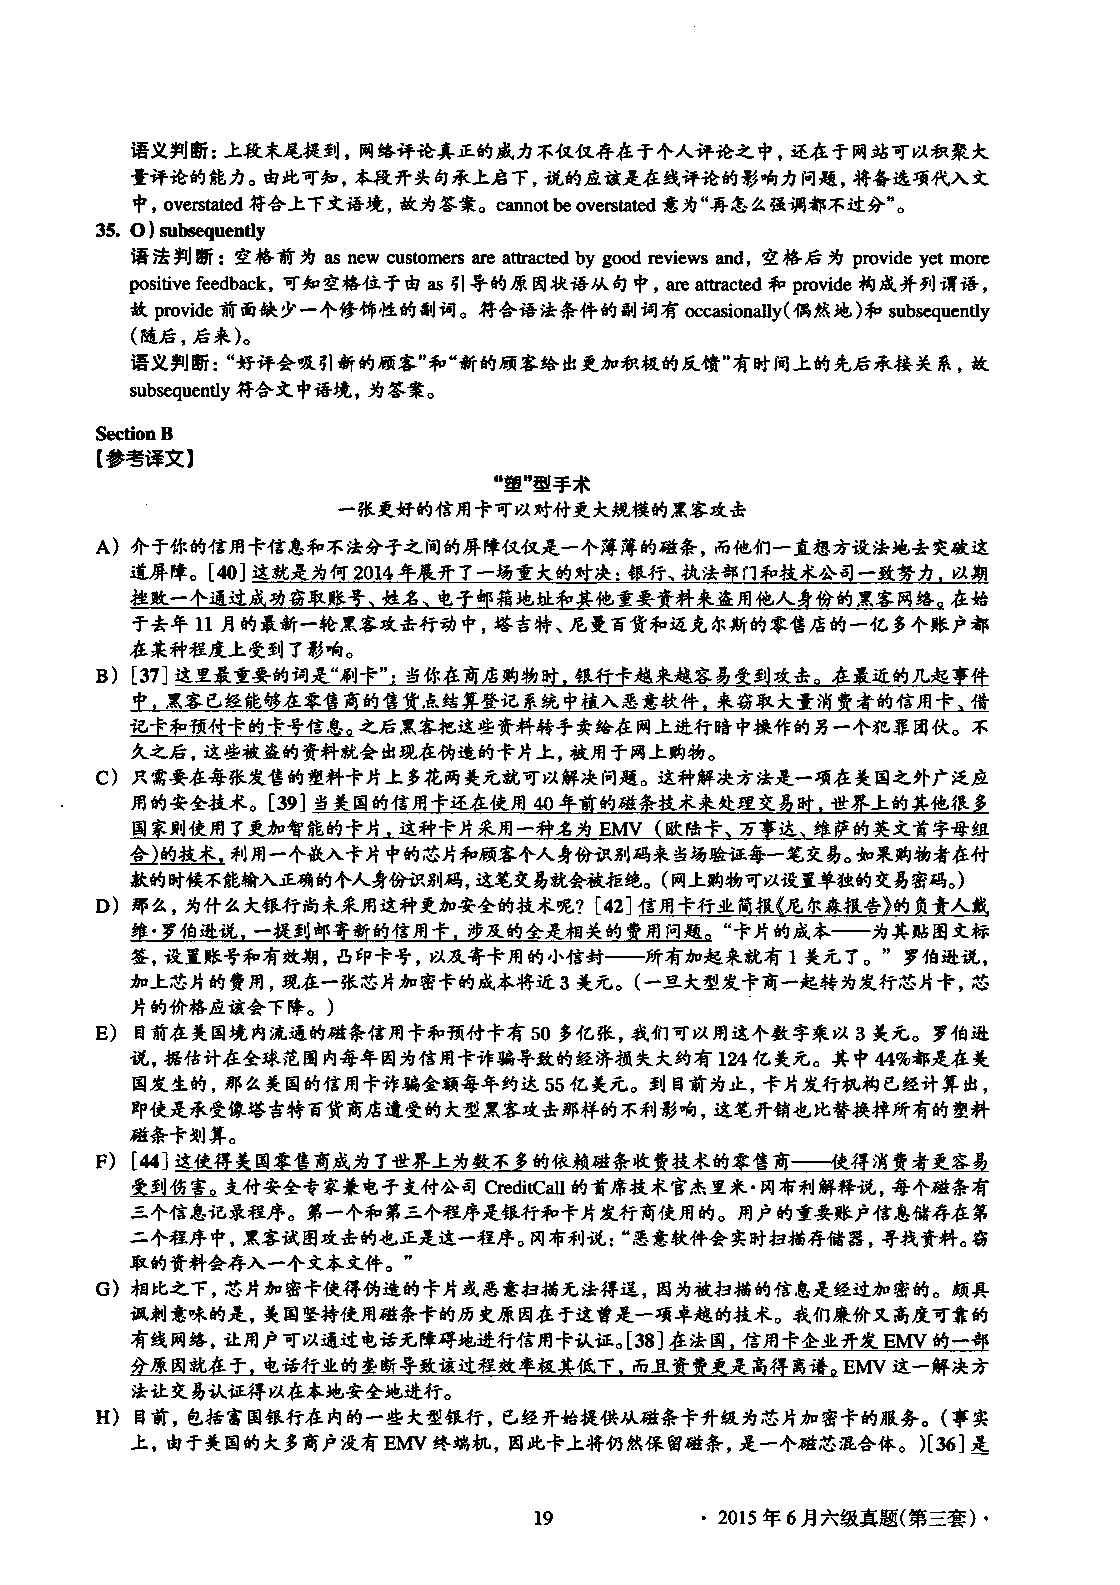 语义判断：上段末尾提到，网络评论真正的威力不仅仅存在于个人评论之中，还在于网站可以积聚大
量评论的能力。由此可知，本段开头句承上启下，说的应该是在线评论的影响力问题，将备选项代入文
中，overstated 符合上下文语境，故为答案。cannot be overstated 意为“再怎么强调都不过分”。
35. O) subsequently
语法判断：空格前为 as new customers are attracted by good reviews and，空格后为 provide yet more
positive feedback，可知空格位于由 as 引导的原因状语从句中，are attracted 和 provide 构成并列谓语，
故 provide 前面缺少一个修饰性的副词。符合语法条件的副词有 occasionally(偶然地)和 subsequently
(随后，后来)。
语义判断：“好评会吸引新的顾客”和“新的顾客给出更加积极的反馈”有时间上的先后承接关系，故
subsequently 符合文中语境，为答案。
Section B
【参考译文】
“塑”型手术
一张更好的信用卡可以对付更大规模的黑客攻击
A) 介于你的信用卡信息和不法分子之间的屏障仅仅是一个薄薄的磁条，而他们一直想方设法地去突破这
道屏障。[40]这就是为何2014年展开了一场重大的对决：银行、执法部门和技术公司一致努力，以期
挫败一个通过成功窃取账号、姓名、电子邮箱地址和其他重要资料来盗用他人身份的黑客网络。在始
于去年 11 月的最新一轮黑客攻击行动中，塔吉特、尼曼百货和迈克尔斯的零售店的一亿多个账户都
在某种程度上受到了影响。
B) [37]这里最重要的词是“刷卡”：当你在商店购物时，银行卡越来越容易受到攻击。在最近的几起事件
中，黑客已经能够在零售商的售货点结算登记系统中植入恶意软件，来窃取大量消费者的信用卡、借
记卡和预付卡的卡号信息。之后黑客把这些资料转手卖给在网上进行暗中操作的另一个犯罪团伙。不
久之后，这些被盗的资料就会出现在伪造的卡片上，被用于网上购物。
C) 只需要在每张发售的塑料卡片上多花两美元就可以解决问题。这种解决方法是一项在美国之外广泛应
用的安全技术。[39]当美国的信用卡还在使用 40 年前的磁条技术来处理交易时，世界上的其他很多
国家则使用了更加智能的卡片，这种卡片采用一种名为 EMV（欧陆卡、万事达、维萨的英文首字母组
合)的技术，利用一个嵌入卡片中的芯片和顾客个人身份识别码来当场验证每一笔交易。如果购物者在付
款的时候不能输入正确的个人身份识别码，这笔交易就会被拒绝。（网上购物可以设置单独的交易密码。）
D) 那么，为什么大银行尚未采用这种更加安全的技术呢？[42]信用卡行业简报《尼尔森报告》的负责人戴
维·罗伯逊说，一提到邮寄新的信用卡，涉及的全是相关的费用问题。“卡片的成本——为其贴图文标
签，设置账号和有效期，凸印卡号，以及寄卡用的小信封——所有加起来就有 1 美元了。” 罗伯逊说，
加上芯片的费用，现在一张芯片加密卡的成本将近 3 美元。（一旦大型发卡商一起转为发行芯片卡，芯
片的价格应该会下降。）
E) 目前在美国境内流通的磁条信用卡和预付卡有 50 多亿张，我们可以用这个数字乘以 3 美元。罗伯逊
说，据估计在全球范围内每年因为信用卡诈骗导致的经济损失大约有 124 亿美元。其中 44%都是在美
国发生的，那么美国的信用卡诈骗金额每年约达 55 亿美元。到目前为止，卡片发行机构已经计算出，
即使是承受像塔吉特百货商店遭受的大型黑客攻击那样的不利影响，这笔开销也比替换掉所有的塑料
磁条卡划算。
F) [44]这使得美国零售商成为了世界上为数不多的依赖磁条收费技术的零售商——使得消费者更容易
受到伤害。支付安全专家兼电子支付公司 CreditCall 的首席技术官杰里米·冈布利解释说，每个磁条有
三个信息记录程序。第一个和第三个程序是银行和卡片发行商使用的。用户的重要账户信息储存在第
二个程序中，黑客试图攻击的也正是这一程序。冈布利说：“恶意软件会实时扫描存储器，寻找资料。窃
取的资料会存入一个文本文件。”
G) 相比之下，芯片加密卡使得伪造的卡片或恶意扫描无法得逞，因为被扫描的信息是经过加密的。颇具
讽刺意味的是，美国坚持使用磁条卡的历史原因在于这曾是一项卓越的技术。我们廉价又高度可靠的
有线网络，让用户可以通过电话无障碍地进行信用卡认证。[38]在法国，信用卡企业开发 EMV 的一部
分原因就在于，电话行业的垄断导致该过程效率极其低下，而且资费更是高得离谱。EMV 这一解决方
法让交易认证得以在本地安全地进行。
H) 目前，包括富国银行在内的一些大型银行，已经开始提供从磁条卡升级为芯片加密卡的服务。（事实
上，由于美国的大多商户没有 EMV 终端机，因此卡上将仍然保留磁条，是一个磁芯混合体。）[36]是
19
· 2015 年 6 月六级真题(第三套) ·